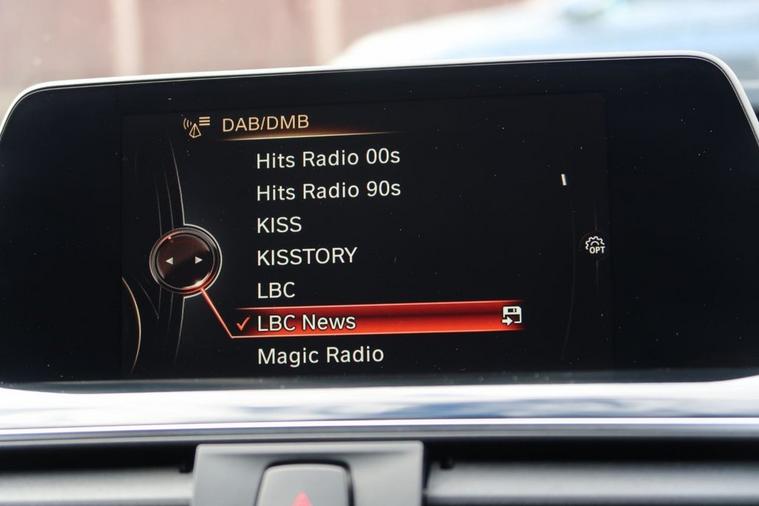 DAB/DMB
Hits Radio 00s
Hits Radio 90s
KISS
KISSTORY
LBC
LBC News
Magic Radio
OPT